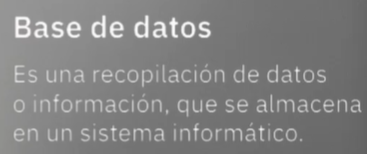 Base de datos
Es una recopilación de datos
o información, que se almacena
en un sistema informático.